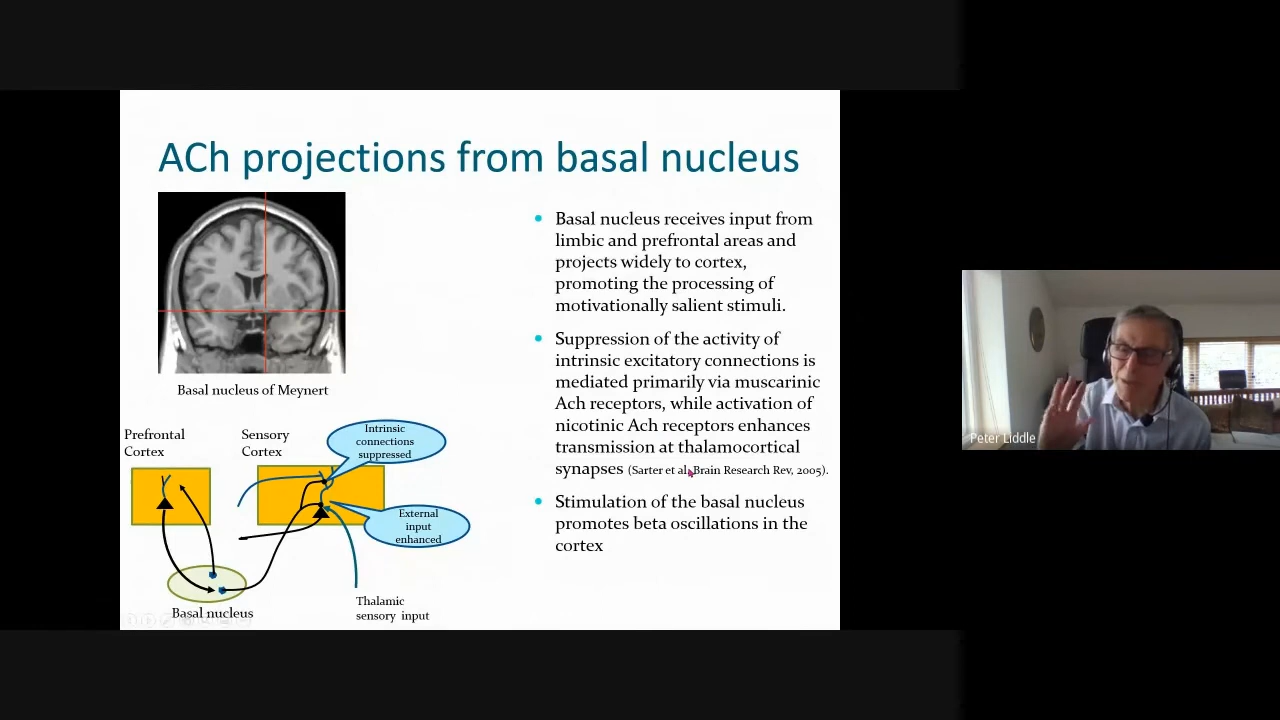 ACh projections from basal nucleus
Basal nucleus of Meynert
Prefrontal
Cortex
Sensory
Cortex
Intrinsic
connections
suppressed
External
input
enhanced
Basal nucleus
Thalamic
sensory input
Basal nucleus receives input from
limbic and prefrontal areas and
projects widely to cortex,
promoting the processing of
motivationally salient stimuli.
Suppression of the activity of
intrinsic excitatory connections is
mediated primarily via muscarinic
Ach receptors, while activation of
nicotinic Ach receptors enhances
transmission at thalamocortical
synapses (Sarter et al, Brain Research Rev, 2005).
Stimulation of the basal nucleus
promotes beta oscillations in the
cortex
Peter Liddle